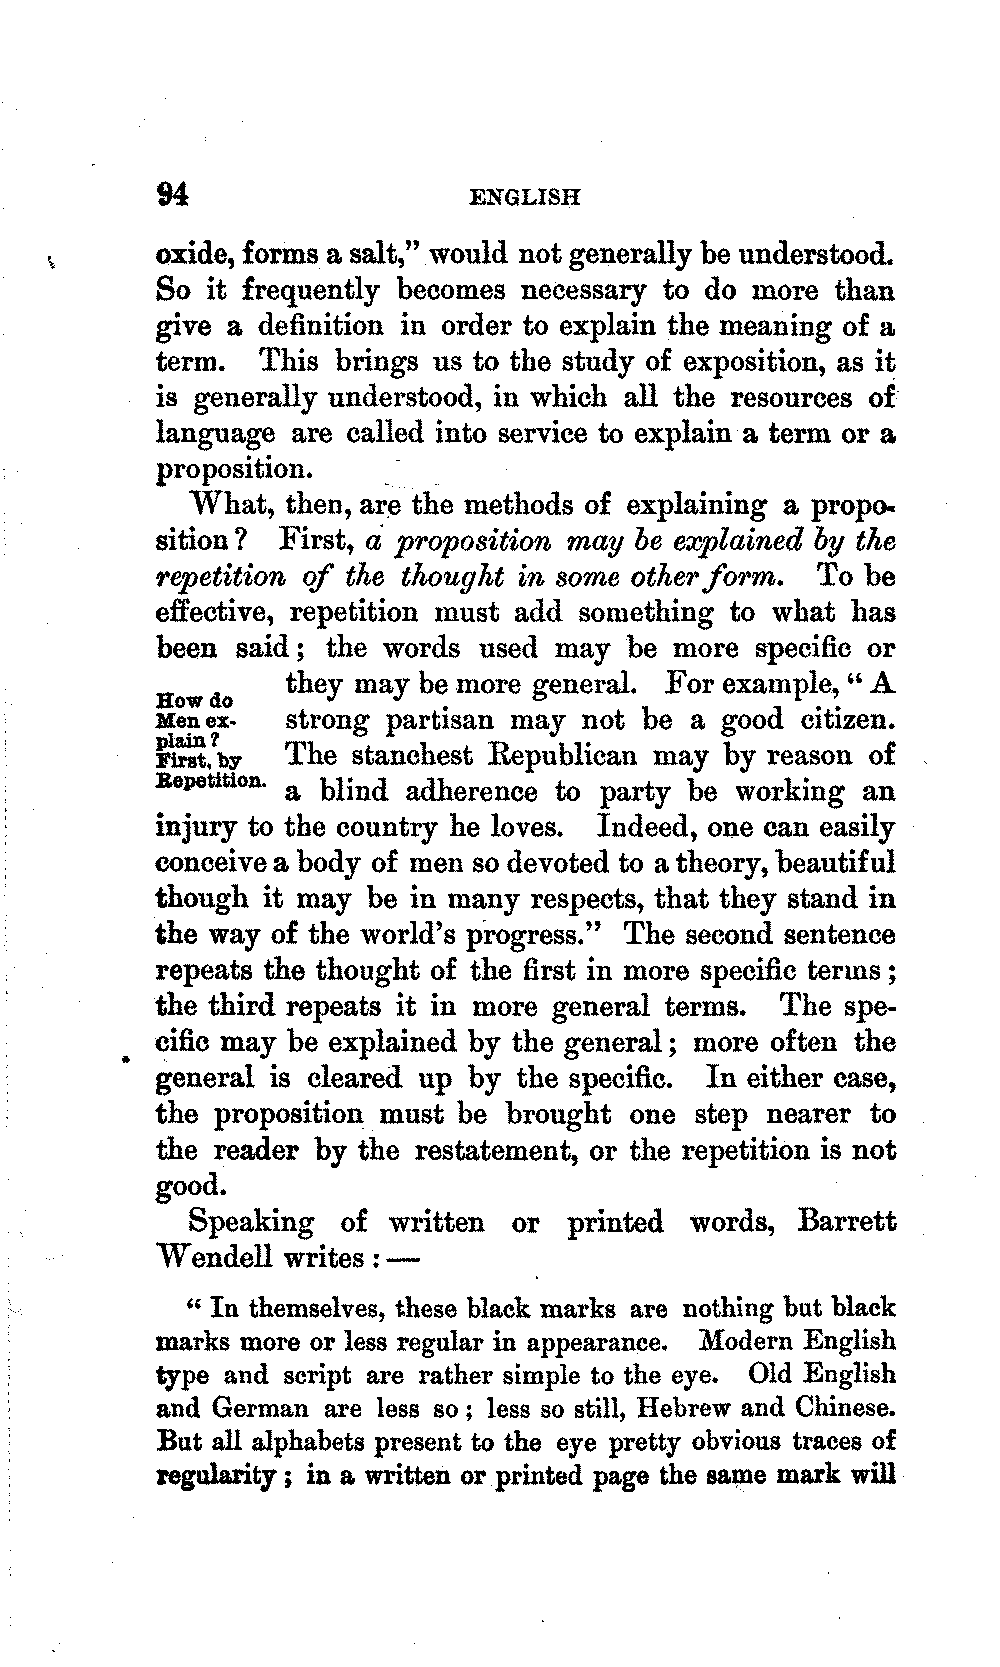 94 ENGLISH
oxide, forms a salt,” would not generally be understood.
So it frequently becomes necessary to do more than
give a definition in order to explain the meaning of a
term. This brings us to the study of exposition, as it
is generally understood, in which all the resources of
language are called into service to explain a term or a
proposition.
What, then, are the methods of explaining a propo-
sition? First, a proposition may be explained by the
repetition of the thought in some other form. To be
effective, repetition must add something to what has
been said; the words used may be more specific or
they may be more general. For example, “A
strong partisan may not be a good citizen.
The stanchest Republican may by reason of
a blind adherence to party be working an
How do
Men ex-
plain?
First, by
Repetition.
injury to the country he loves. Indeed, one can easily
conceive a body of men so devoted to a theory, beautiful
though it may be in many respects, that they stand in
the way of the world’s progress.” The second sentence
repeats the thought of the first in more specific terms;
the third repeats it in more general terms. The spe-
cific may be explained by the general; more often the
general is cleared up by the specific. In either case,
the proposition must be brought one step nearer to
the reader by the restatement, or the repetition is not
good.
Speaking of written or printed words, Barrett
Wendell writes:—
“In themselves, these black marks are nothing but black
marks more or less regular in appearance. Modern English
type and script are rather simple to the eye. Old English
and German are less so; less so still, Hebrew and Chinese.
But all alphabets present to the eye pretty obvious traces of
regularity; in a written or printed page the same mark will